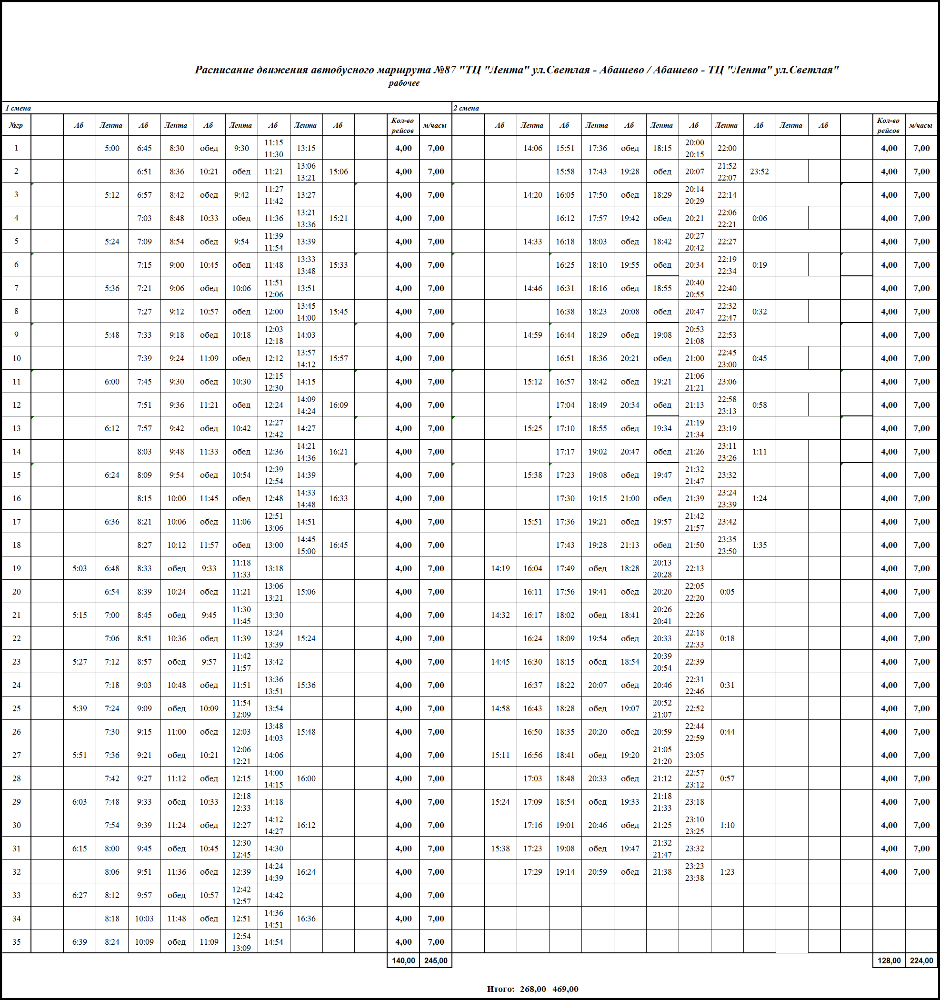 Расписание движения автобусного маршрута №87 "ТЦ "Лента" ул.Светлая - Абашево / Абашево - ТЦ "Лента" ул.Светлая"
рабочее
1 смена 2 смена
№гр Аб Лента Аб Лента Аб Лента Аб Лента Аб Кол-во рейсов м/часы Аб Лента Аб Лента Аб Лента Аб Лента Аб Лента Аб Кол-во рейсов м/часы
1 5:00 6:45 8:30 обед 9:30 11:15 11:30 13:15 4,00 7,00 14:06 15:51 17:36 обед 18:15 20:00 20:15 22:00 4,00 7,00
2 6:51 8:36 10:21 обед 11:21 13:06 13:21 15:06 4,00 7,00 15:58 17:43 19:28 обед 20:07 21:52 22:07 23:52 4,00 7,00
3 5:12 6:57 8:42 обед 9:42 11:27 11:42 13:27 4,00 7,00 14:20 16:05 17:50 обед 18:29 20:14 20:29 22:14 4,00 7,00
4 7:03 8:48 10:33 обед 11:36 13:21 13:36 15:21 4,00 7,00 16:12 17:57 19:42 обед 20:21 22:06 22:21 0:06 4,00 7,00
5 5:24 7:09 8:54 обед 9:54 11:39 11:54 13:39 4,00 7,00 14:33 16:18 18:03 обед 18:42 20:27 20:42 22:27 4,00 7,00
6 7:15 9:00 10:45 обед 11:48 13:33 13:48 15:33 4,00 7,00 16:25 18:10 19:55 обед 20:34 22:19 22:34 0:19 4,00 7,00
7 5:36 7:21 9:06 обед 10:06 11:51 12:06 13:51 4,00 7,00 14:46 16:31 18:16 обед 18:55 20:40 20:55 22:40 4,00 7,00
8 7:27 9:12 10:57 обед 12:00 13:45 14:00 15:45 4,00 7,00 16:38 18:23 20:08 обед 20:47 22:32 22:47 0:32 4,00 7,00
9 5:48 7:33 9:18 обед 10:18 12:03 12:18 14:03 4,00 7,00 14:59 16:44 18:29 обед 19:08 20:53 21:08 22:53 4,00 7,00
10 7:39 9:24 11:09 обед 12:12 13:57 14:12 15:57 4,00 7,00 16:51 18:36 20:21 обед 21:00 22:45 23:00 0:45 4,00 7,00
11 6:00 7:45 9:30 обед 10:30 12:15 12:30 14:15 4,00 7,00 15:12 16:57 18:42 обед 19:21 21:06 21:21 23:06 4,00 7,00
12 7:51 9:36 11:21 обед 12:24 14:09 14:24 16:09 4,00 7,00 17:04 18:49 20:34 обед 21:13 22:58 23:13 0:58 4,00 7,00
13 6:12 7:57 9:42 обед 10:42 12:27 12:42 14:27 4,00 7,00 15:25 17:10 18:55 обед 19:34 21:19 21:34 23:19 4,00 7,00
14 8:03 9:48 11:33 обед 12:36 14:21 14:36 16:21 4,00 7,00 17:17 19:02 20:47 обед 21:26 23:11 23:26 1:11 4,00 7,00
15 6:24 8:09 9:54 обед 10:54 12:39 12:54 14:39 4,00 7,00 15:38 17:23 19:08 обед 19:47 21:32 21:47 23:32 4,00 7,00
16 8:15 10:00 11:45 обед 12:48 14:33 14:48 16:33 4,00 7,00 17:30 19:15 21:00 обед 21:39 23:24 23:39 1:24 4,00 7,00
17 6:36 8:21 10:06 обед 11:06 12:51 13:06 14:51 4,00 7,00 15:51 17:36 19:21 обед 19:57 21:42 21:57 23:42 4,00 7,00
18 8:27 10:12 11:57 обед 13:00 14:45 15:00 16:45 4,00 7,00 17:43 19:28 21:13 обед 21:50 23:35 23:50 1:35 4,00 7,00
19 5:03 6:48 8:33 обед 9:33 11:18 11:33 13:18 4,00 7,00 14:19 16:04 17:49 обед 18:28 20:13 20:28 22:13 4,00 7,00
20 6:54 8:39 10:24 обед 11:21 13:06 13:21 15:06 4,00 7,00 16:11 17:56 19:41 обед 20:20 22:05 22:20 0:05 4,00 7,00
21 5:15 7:00 8:45 обед 9:45 11:30 11:45 13:30 4,00 7,00 14:32 16:17 18:02 обед 18:41 20:26 20:41 22:26 4,00 7,00
22 7:06 8:51 10:36 обед 11:39 13:24 13:39 15:24 4,00 7,00 16:24 18:09 19:54 обед 20:33 22:18 22:33 0:18 4,00 7,00
23 5:27 7:12 8:57 обед 9:57 11:42 11:57 13:42 4,00 7,00 14:45 16:30 18:15 обед 18:54 20:39 20:54 22:39 4,00 7,00
24 7:18 9:03 10:48 обед 11:51 13:36 13:51 15:36 4,00 7,00 16:37 18:22 20:07 обед 20:46 22:31 22:46 0:31 4,00 7,00
25 5:39 7:24 9:09 обед 10:09 11:54 12:09 13:54 4,00 7,00 14:58 16:43 18:28 обед 19:07 20:52 21:07 22:52 4,00 7,00
26 7:30 9:15 11:00 обед 12:03 13:48 14:03 15:48 4,00 7,00 16:50 18:35 20:20 обед 20:59 22:44 22:59 0:44 4,00 7,00
27 5:51 7:36 9:21 обед 10:21 12:06 12:21 14:06 4,00 7,00 15:11 16:56 18:41 обед 19:20 21:05 21:20 23:05 4,00 7,00
28 7:42 9:27 11:12 обед 12:15 14:00 14:15 16:00 4,00 7,00 17:03 18:48 20:33 обед 21:12 22:57 23:12 0:57 4,00 7,00
29 6:03 7:48 9:33 обед 10:33 12:18 12:33 14:18 4,00 7,00 15:24 17:09 18:54 обед 19:33 21:18 21:33 23:18 4,00 7,00
30 7:54 9:39 11:24 обед 12:27 14:12 14:27 16:12 4,00 7,00 17:16 19:01 20:46 обед 21:25 23:10 23:25 1:10 4,00 7,00
31 6:15 8:00 9:45 обед 10:45 12:30 12:45 14:30 4,00 7,00 15:38 17:23 19:08 обед 19:47 21:32 21:47 23:32 4,00 7,00
32 8:06 9:51 11:36 обед 12:39 14:24 14:39 16:24 4,00 7,00 17:29 19:14 20:59 обед 21:38 23:23 23:38 1:23 4,00 7,00
33 6:27 8:12 9:57 обед 10:57 12:42 12:57 14:42 4,00 7,00
34 8:18 10:03 11:48 обед 12:51 14:36 14:51 16:36 4,00 7,00
35 6:39 8:24 10:09 обед 11:09 12:54 13:09 14:54 4,00 7,00
140,00 245,00 128,00 224,00
Итого: 268,00 469,00